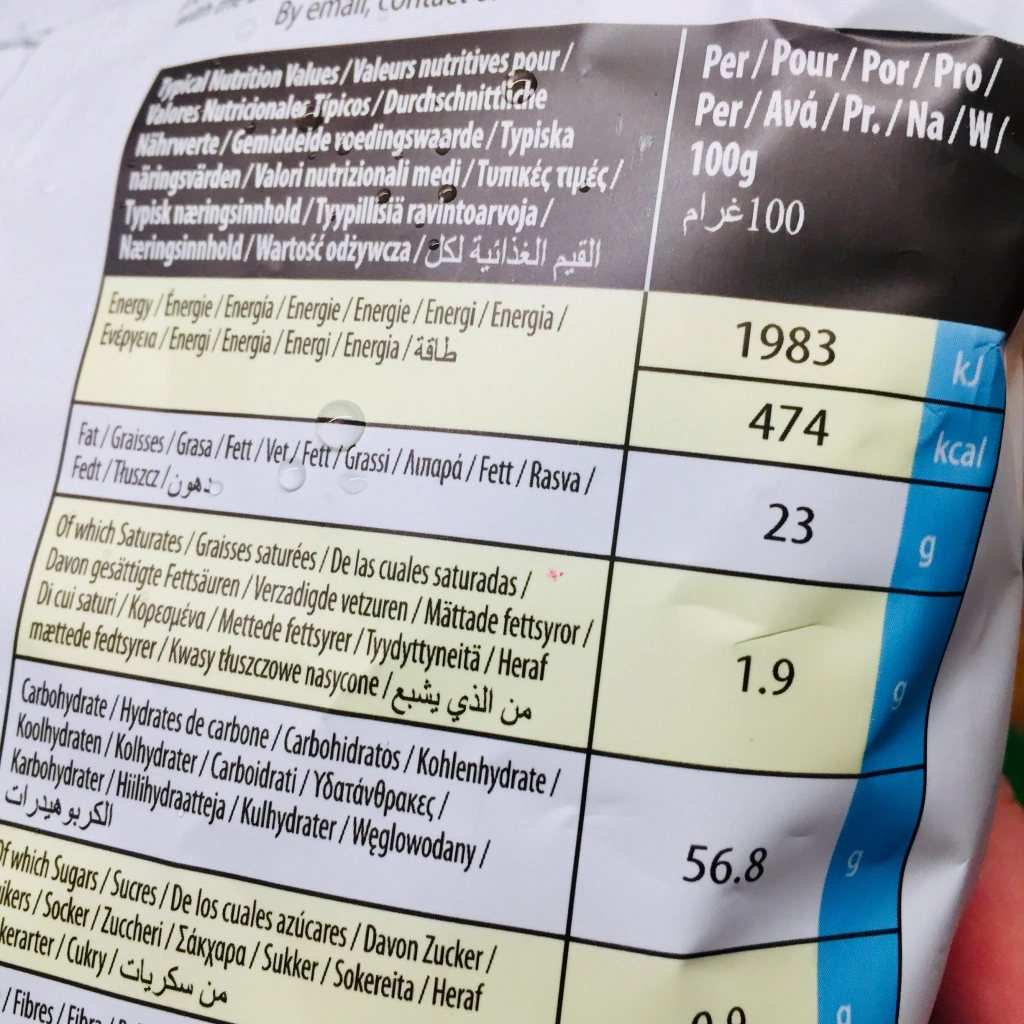 By email, contact
Typical Nutrition Values / Valeurs nutritives pour /
Valores Nutricionales Típicos / Durchschnittliche
Nährwerte / Gemiddelde voedingswaarde / Typiska
näringsvärden / Valori nutrizionali medi / Τυπικές τιμές /
Typisk næringsinnhold / Tyypillisiä ravintoarvoja /
Næringsinnhold / Wartość odżywcza / القيم الغذائية لكل
Per / Pour / Por / Pro /
Per / Avá / Pr. / Na / W /
100g
100غرام
Energy / Énergie / Energía / Energie / Energie / Energi / Energia /
Ενέργεια / Energi / Energia / Energi / Energia / طاقة
1983 kJ
474 kcal
Fat / Graisses / Grasa / Fett / Vet / Fett / Grassi / Λιπαρά / Fett / Rasva /
Fedt / Tłuszcz / دهون
23 g
Of which Saturates / Graisses saturées / De las cuales saturadas /
Davon gesättigte Fettsäuren / Verzadigde vetzuren / Mättade fettsyror /
Di cui saturi / Κορεσμένα / Mettede fettsyrer / Tyydyttyneitä / Heraf
mættede fedtsyrer / Kwasy tłuszczowe nasycone / من الذي يشبع
1.9 g
Carbohydrate / Hydrates de carbone / Carbohidratos / Kohlenhydrate /
Koolhydraten / Kolhydrater / Carboidrati / Υδατάνθρακες /
Karbohydrater / Hiilihydraatteja / Kulhydrater / Węglowodany /
الكربوهيدرات
56.8 g
Of which Sugars / Sucres / De los cuales azúcares / Davon Zucker /
/ Socker / Zuccheri / Σάκχαρα / Sukker / Sokereita / Heraf
/ Cukry / من سكريات
g
/ Fibres / Fibra /